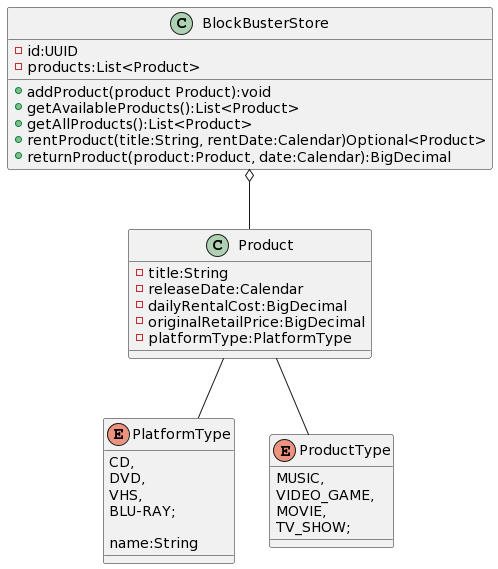 C BlockBusterStore
id:UUID
products:List<Product>
addProduct(product Product):void
getAvailableProducts():List<Product>
getAllProducts():List<Product>
rentProduct(title:String, rentDate:Calendar)Optional<Product>
returnProduct(product:Product, date:Calendar):BigDecimal
C Product
title:String
releaseDate:Calendar
dailyRentalCost:BigDecimal
originalRetailPrice:BigDecimal
platformType:PlatformType
E PlatformType
CD,
DVD,
VHS,
BLU-RAY;
name:String
E ProductType
MUSIC,
VIDEO_GAME,
MOVIE,
TV_SHOW;